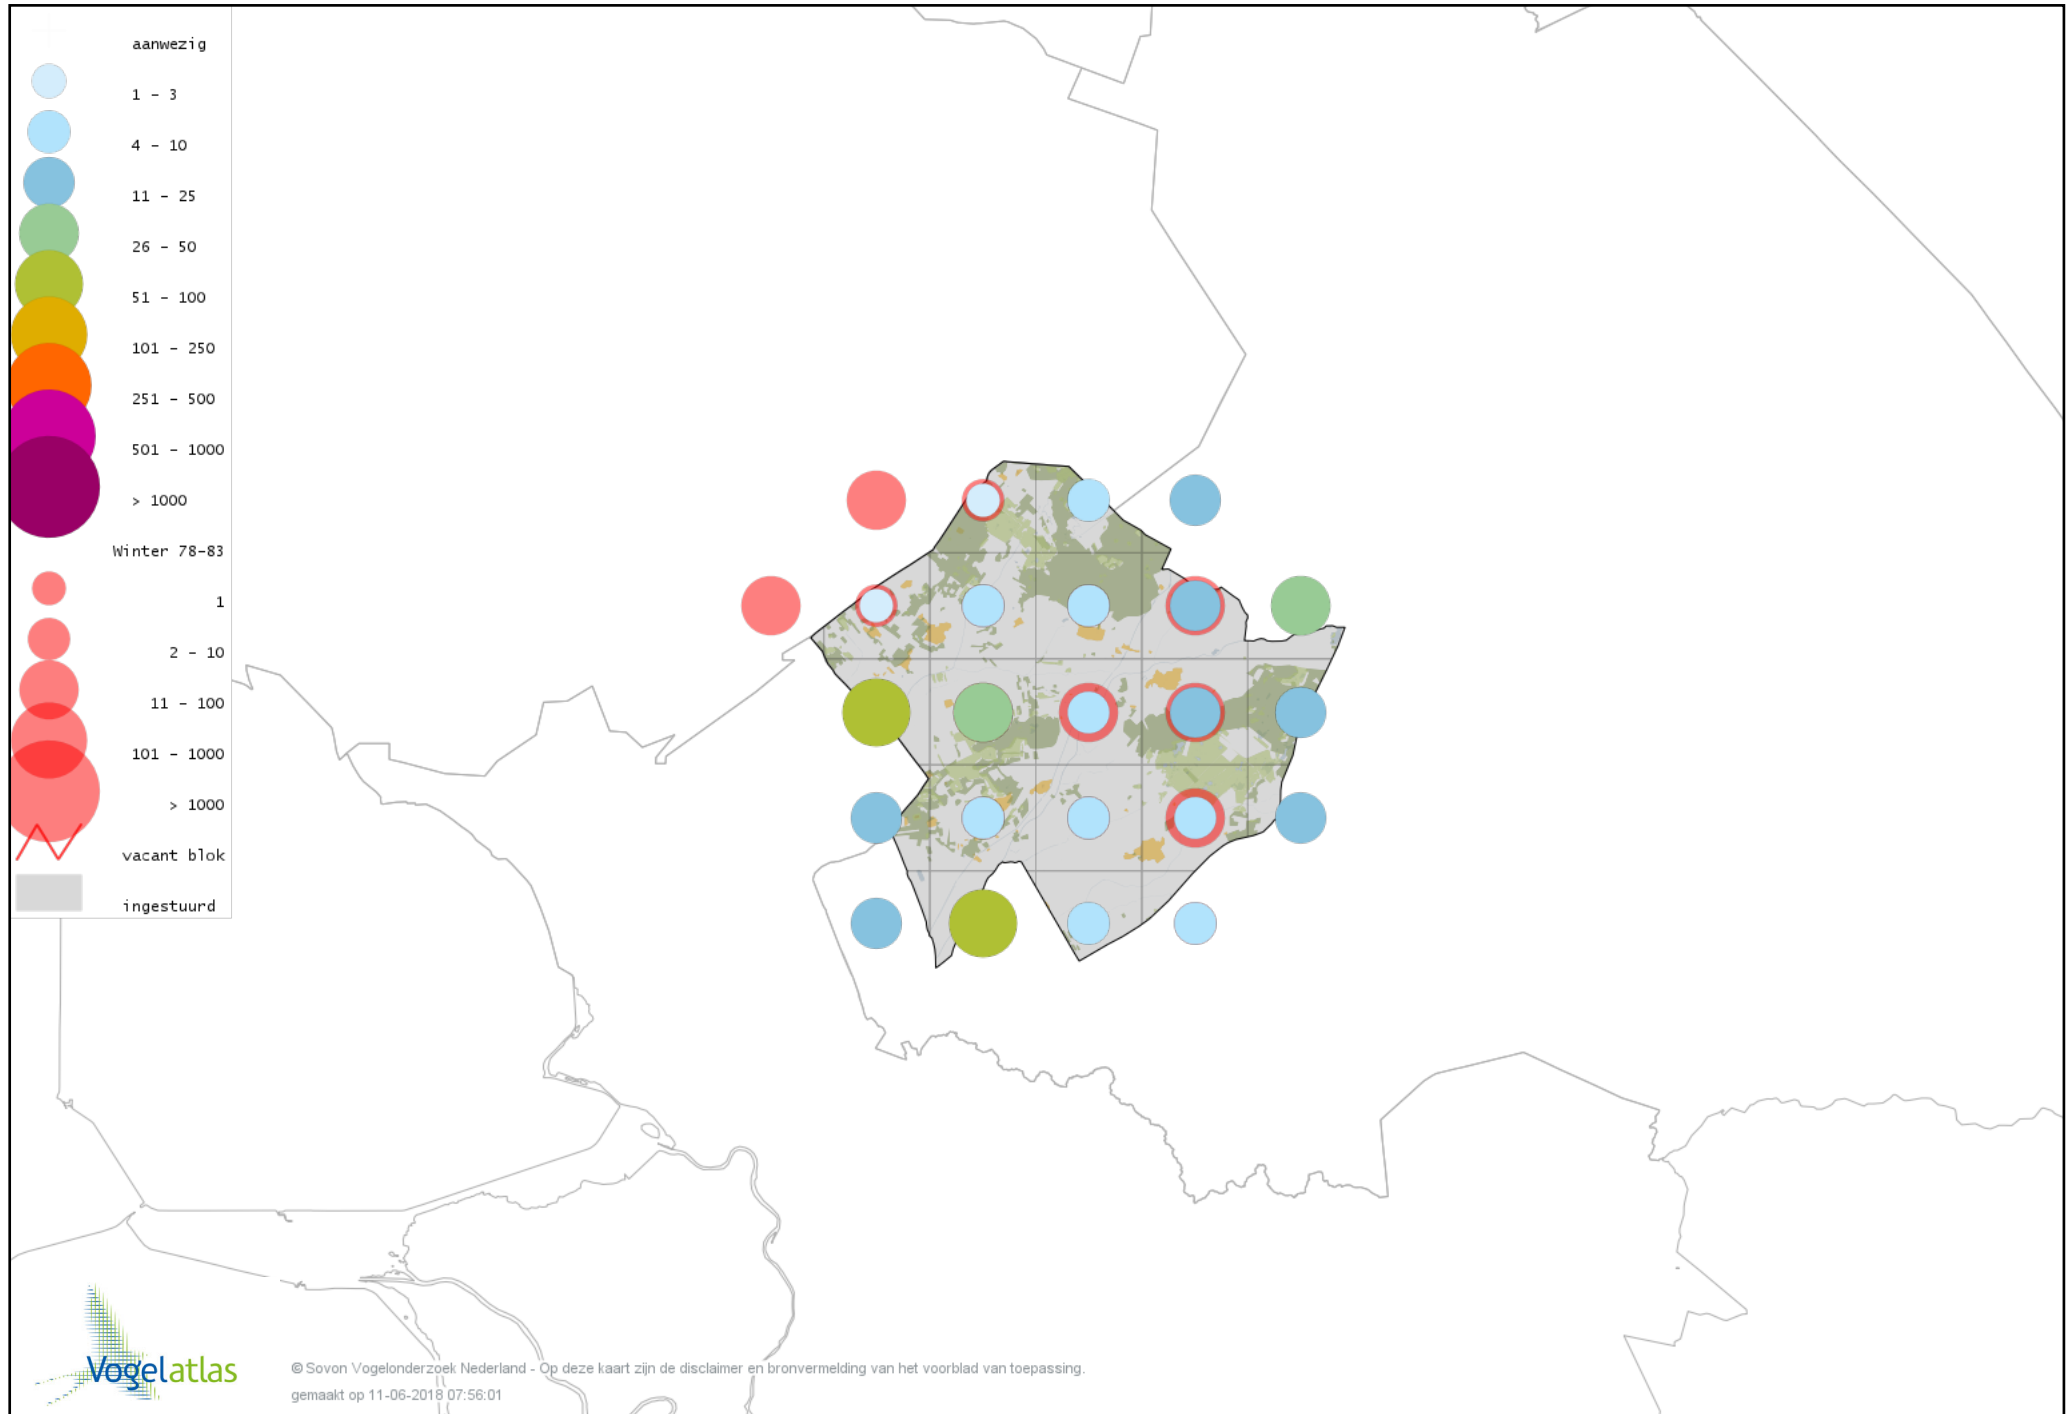 aanwezig
1 - 3
4 - 10
11 - 25
26 - 50
51 - 100
101 - 250
251 - 500
501 - 1000
> 1000
Winter 78-83
1
2 - 10
11 - 100
101 - 1000
> 1000
vacant blok
ingestuurd
Vogelatlas
© Sovon Vogelonderzoek Nederland - Op deze kaart zijn de disclaimer en bronvermelding van het voorblad van toepassing.
gemaakt op 11-06-2018 07:56:01